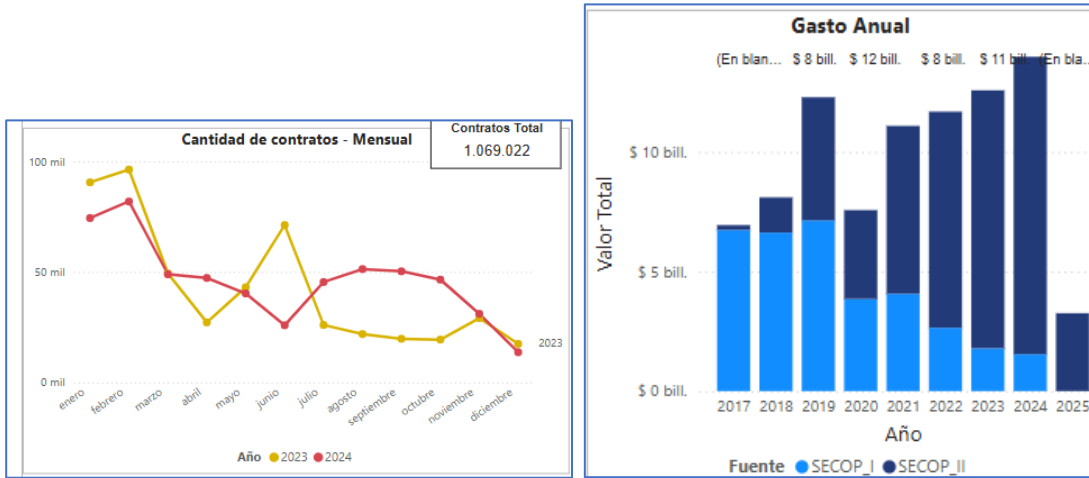 Cantidad de contratos - Mensual
Contratos Total
1.069.022
100 mil
50 mil
0 mil
2023
enero
febrero
marzo
abril
mayo
junio
julio
agosto
septiembre
octubre
noviembre
diciembre
Año 2023 2024
Gasto Anual
(En blan... $ 8 bill. $ 12 bill. $ 8 bill. $ 11 bill. (En bla...
Valor Total
$ 10 bill.
$ 5 bill.
$ 0 bill.
2017 2018 2019 2020 2021 2022 2023 2024 2025
Año
Fuente SECOP_I SECOP_II